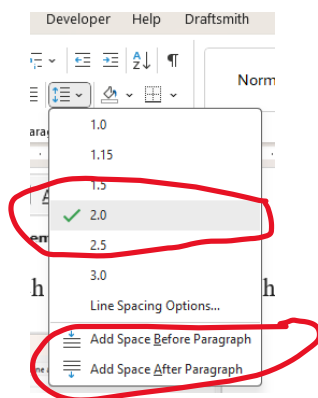 Developer Help Draftsmith
Norm
1.0
1.15
1.5
2.0
2.5
3.0
Line Spacing Options...
Add Space Before Paragraph
Add Space After Paragraph